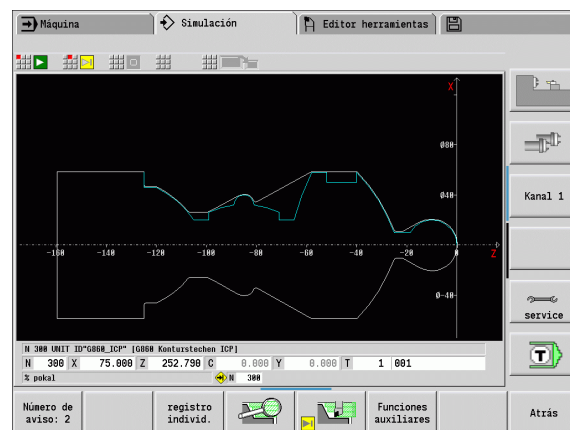 Máquina
Simulación
Editor herramientas
X
Ø80
Ø40
-160
-140
-120
-100
-80
-60
-40
-20
0
Z
Ø-40
Kanal 1
service
T
N 300 UNIT ID"G860_ICP" [G860 Konturstechen ICP]
N 300 X 75.000 Z 252.790 C 0.000 Y 0.000 T 1 001
% pokal N 300
Número de aviso: 2
registro individ.
Funciones auxiliares
Atrás